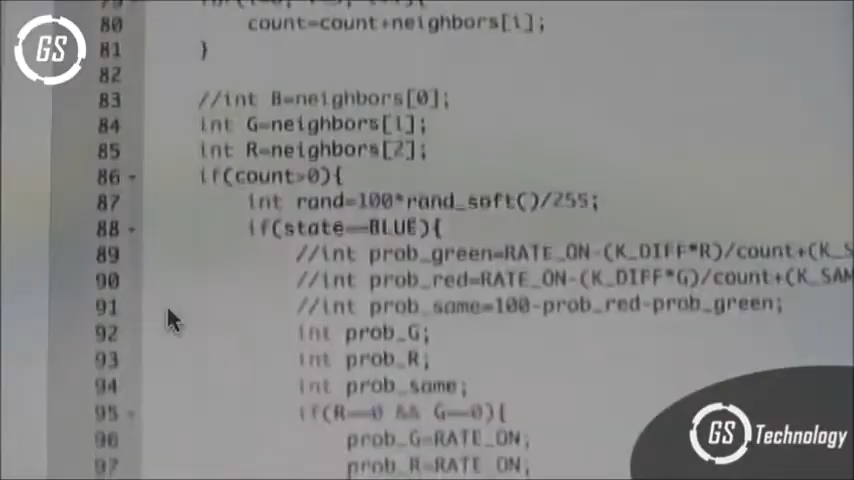 GS
80 count=count+neighbors[i];
81 }
82
83 //int B=neighbors[0];
84 int G=neighbors[1];
85 int R=neighbors[2];
86 if(count>0){
87 int rand=100*rand_soft()/255;
88 if(state==BLUE){
89 //int prob_green=RATE_ON-(K_DIFF*R)/count+(K_S
90 //int prob_red=RATE_ON-(K_DIFF*G)/count+(K_SAM
91 //int prob_same=100-prob_red-prob_green;
92 int prob_G;
93 int prob_R;
94 int prob_same;
95 if(R==0 && G==0){
96 prob_G=RATE_ON;
97 prob_R=RATE_ON;
GS Technology